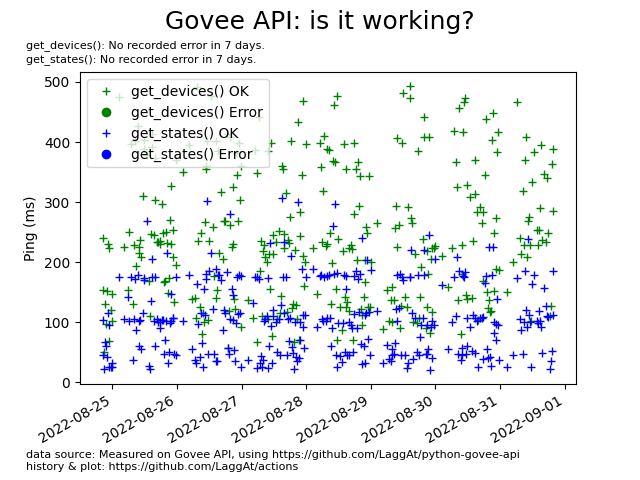 Govee API: is it working?
get_devices(): No recorded error in 7 days.
get_states(): No recorded error in 7 days.
get_devices() OK
get_devices() Error
get_states() OK
get_states() Error
Ping (ms)
500
400
300
200
100
0
2022-08-25
2022-08-26
2022-08-27
2022-08-28
2022-08-29
2022-08-30
2022-08-31
2022-09-01
data source: Measured on Govee API, using https://github.com/LaggAt/python-govee-api
history & plot: https://github.com/LaggAt/actions